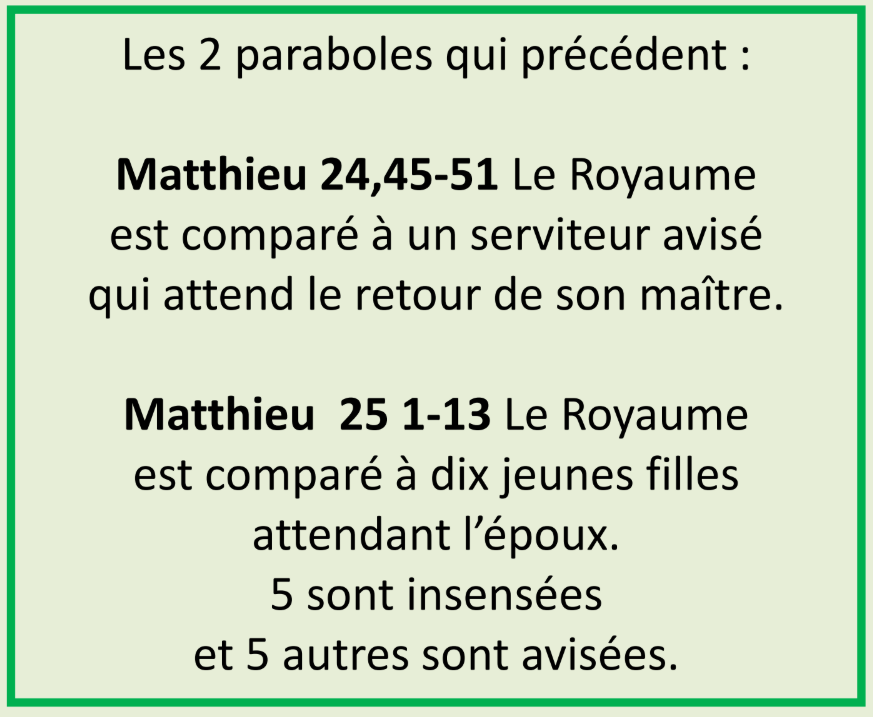 Les 2 paraboles qui précédent :
Matthieu 24,45-51 Le Royaume
est comparé à un serviteur avisé
qui attend le retour de son maître.
Matthieu  25 1-13 Le Royaume
est comparé à dix jeunes filles
attendant l’époux.
5 sont insensées
et 5 autres sont avisées.